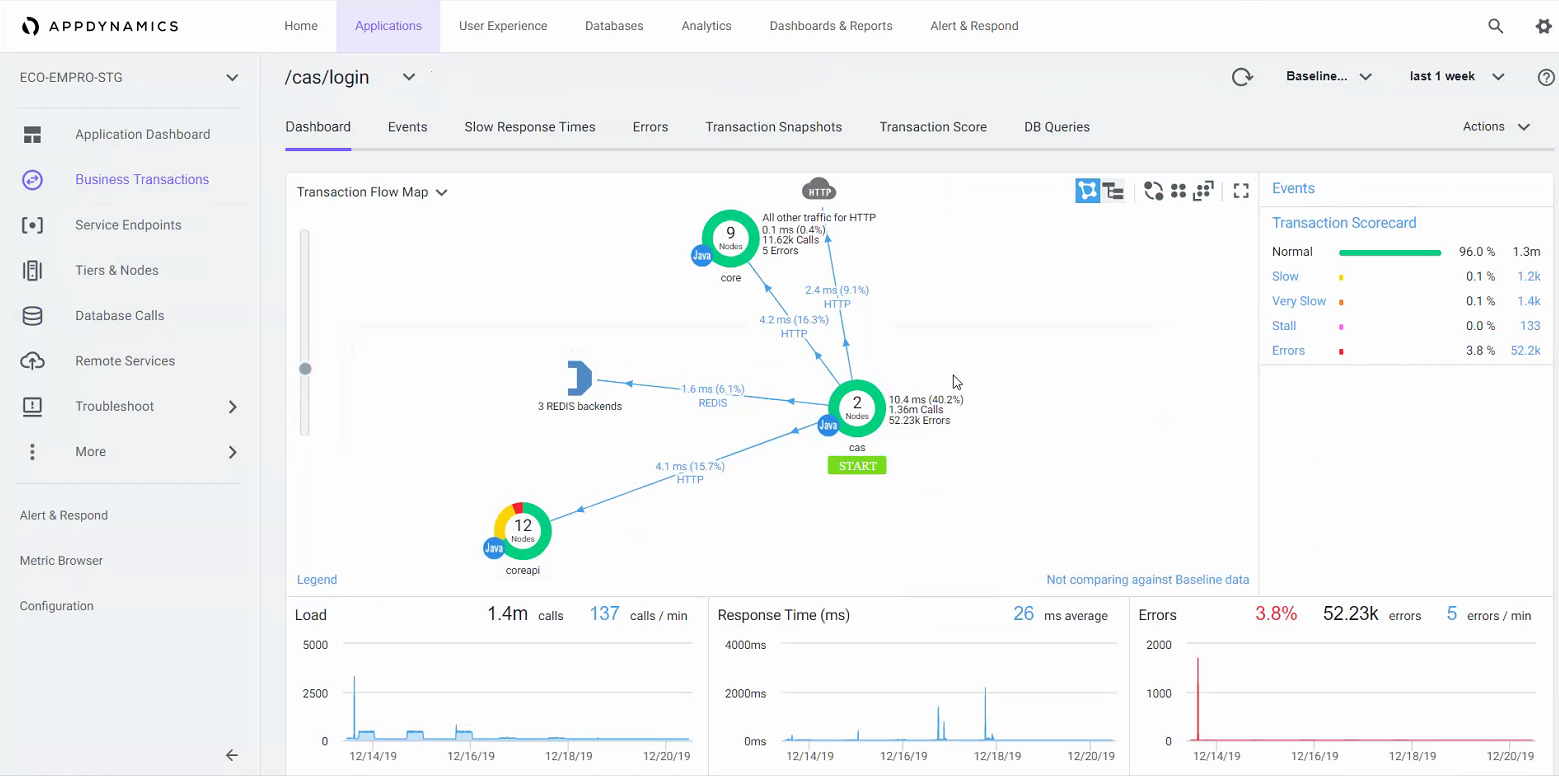 APPDYNAMICS
Home
Applications
User Experience
Databases
Analytics
Dashboards & Reports
Alert & Respond
ECO-EMPRO-STG
Application Dashboard
Business Transactions
Service Endpoints
Tiers & Nodes
Database Calls
Remote Services
Troubleshoot
More
Alert & Respond
Metric Browser
Configuration
/cas/login
Baseline...
last 1 week
?
Dashboard
Events
Slow Response Times
Errors
Transaction Snapshots
Transaction Score
DB Queries
Actions
Transaction Flow Map
HTTP
All other traffic for HTTP
0.1 ms (0.4%)
11.62k Calls
5 Errors
9
Nodes
Java
core
2.4 ms (9.1%)
HTTP
4.2 ms (16.3%)
HTTP
1.6 ms (6.1%)
REDIS
3 REDIS backends
2
Nodes
Java
cas
START
10.4 ms (40.2%)
1.36m Calls
52.23k Errors
4.1 ms (15.7%)
HTTP
12
Nodes
Java
coreapi
Legend
Not comparing against Baseline data
Events
Transaction Scorecard
Normal 96.0 % 1.3m
Slow 0.1 % 1.2k
Very Slow 0.1 % 1.4k
Stall 0.0 % 133
Errors 3.8 % 52.2k
Load 1.4m calls 137 calls / min
5000
2500
0
12/14/19 12/16/19 12/18/19 12/20/19
Response Time (ms) 26 ms average
4000ms
2000ms
0ms
12/14/19 12/16/19 12/18/19 12/20/19
Errors 3.8% 52.23k errors 5 errors / min
2000
1000
0
12/14/19 12/16/19 12/18/19 12/20/19